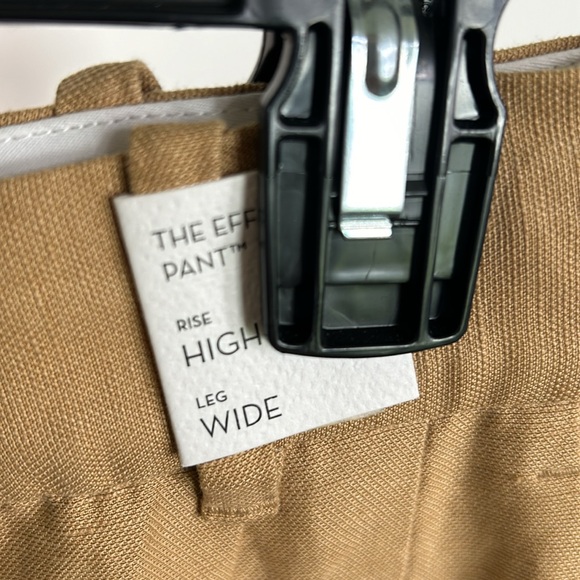 THE EFF
PANT™
RISE
HIGH
LEG
WIDE